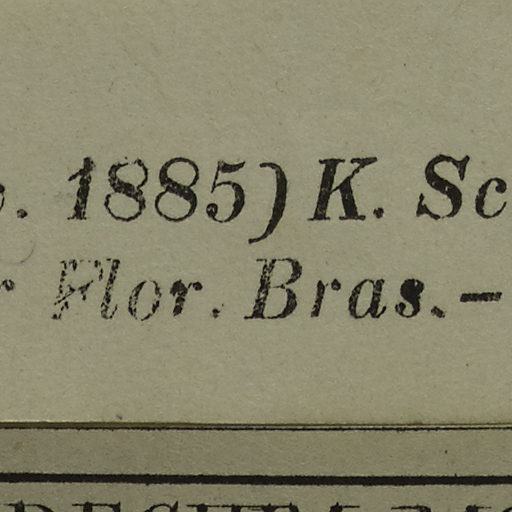 . 1885) K. Sc
Flor. Bras.–